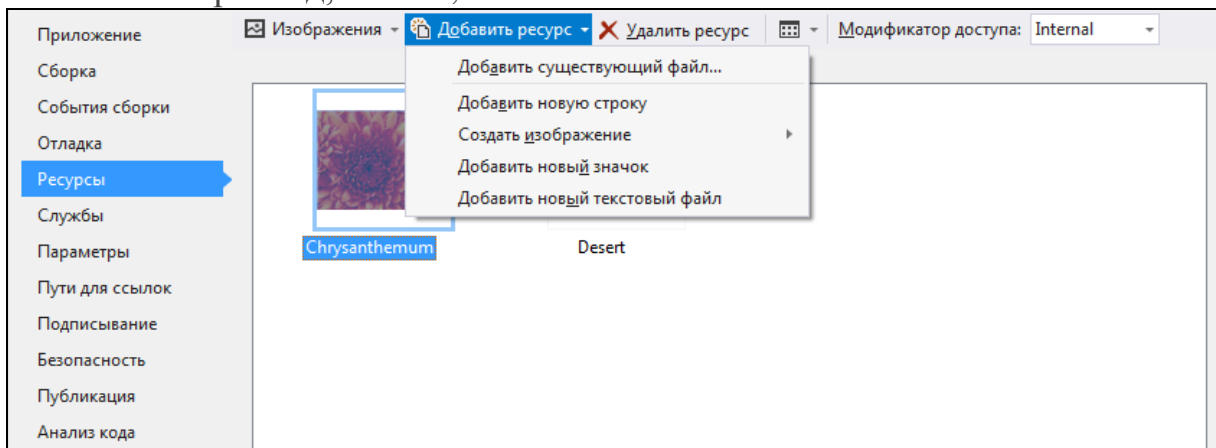 Приложение
Сборка
События сборки
Отладка
Ресурсы
Службы
Параметры
Пути для ссылок
Подписывание
Безопасность
Публикация
Анализ кода
Изображения Добавить ресурс Удалить ресурс Модификатор доступа: Internal
Добавить существующий файл...
Добавить новую строку
Создать изображение
Добавить новый значок
Добавить новый текстовый файл
Chrysanthemum Desert